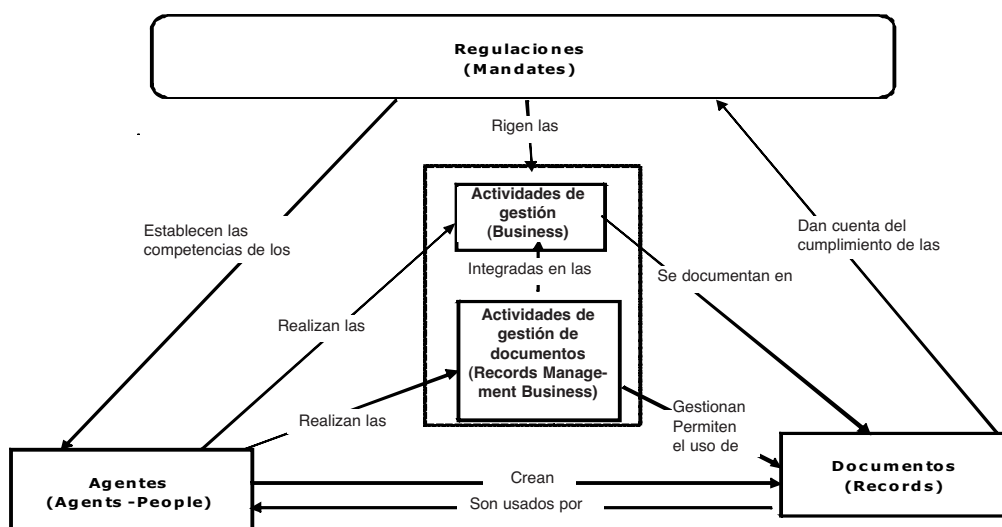 Regulaciones
(Mandates)
Rigen las
Actividades de
gestión
(Business)
Establecen las
competencias de los
Dan cuenta del
cumplimiento de las
Integradas en las
Se documentan en
Actividades de
gestión de
documentos
(Records Manage-
ment Business)
Realizan las
Realizan las
Gestionan
Permiten
el uso de
Agentes
(Agents -People)
Crean
Son usados por
Documentos
(Records)